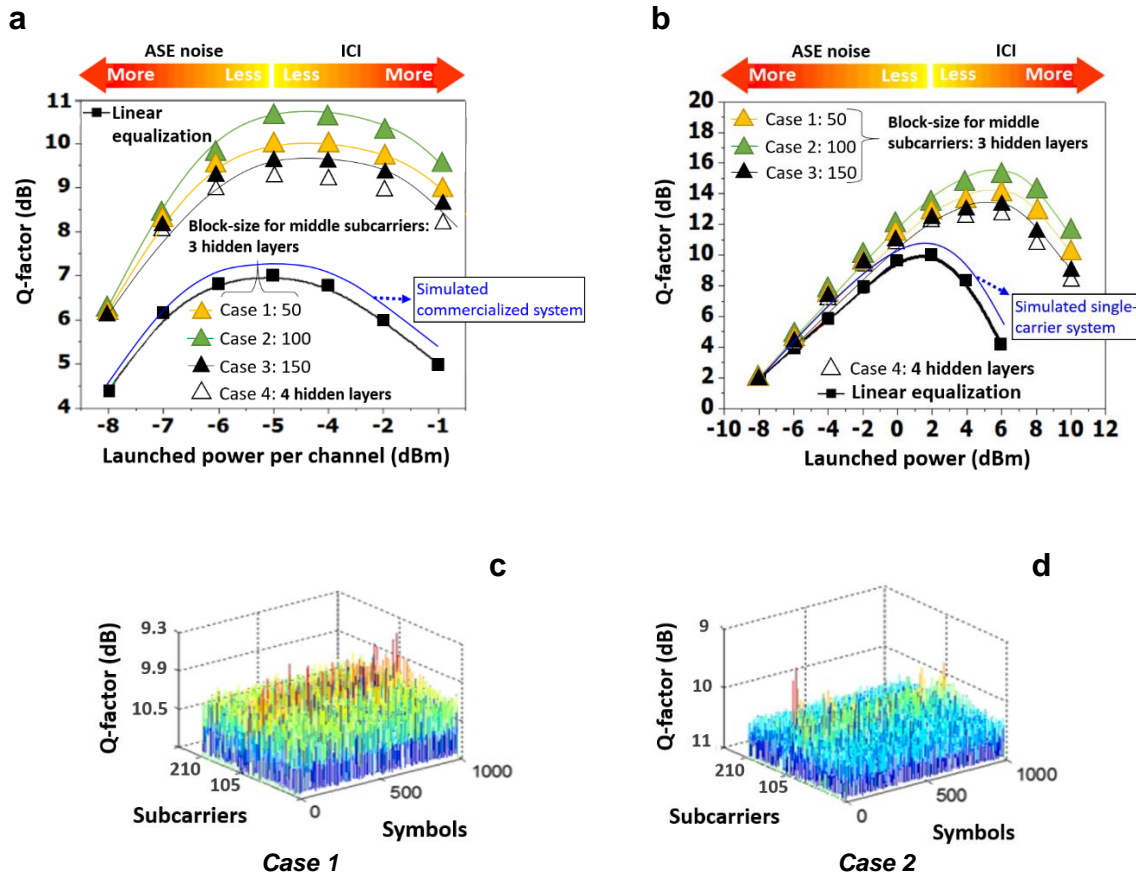 a
ASE noise
ICI
More
Less
Less
More
11
10
9
8
7
6
5
4
Q-factor (dB)
Linear
equalization
Block-size for middle subcarriers:
3 hidden layers
Case 1: 50
Case 2: 100
Case 3: 150
Case 4: 4 hidden layers
Simulated
commercialized system
-8
-7
-6
-5
-4
-2
-1
Launched power per channel (dBm)
b
ASE noise
ICI
More
Less
Less
More
20
18
16
14
12
10
8
6
4
2
0
Q-factor (dB)
Case 1: 50
Case 2: 100
Case 3: 150
Block-size for middle
subcarriers: 3 hidden layers
Simulated single-
carrier system
Case 4: 4 hidden layers
Linear equalization
-10
-8
-6
-4
-2
0
2
4
6
8
10
12
Launched power (dBm)
c
Q-factor (dB)
9.3
9.9
10.5
210
105
0
500
1000
Subcarriers
Symbols
Case 1
d
Q-factor (dB)
9
10
11
210
105
0
500
1000
Subcarriers
Symbols
Case 2